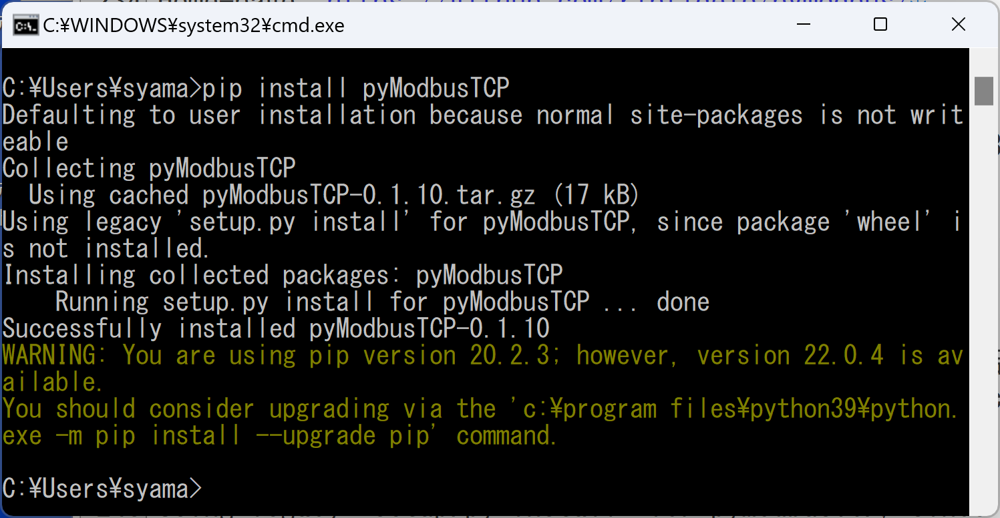 C:¥WINDOWS¥system32¥cmd.exe
C:¥Users¥syama>pip install pyModbusTCP
Defaulting to user installation because normal site-packages is not writ
eable
Collecting pyModbusTCP
  Using cached pyModbusTCP-0.1.10.tar.gz (17 kB)
Using legacy 'setup.py install' for pyModbusTCP, since package 'wheel' i
s not installed.
Installing collected packages: pyModbusTCP
    Running setup.py install for pyModbusTCP ... done
Successfully installed pyModbusTCP-0.1.10
WARNING: You are using pip version 20.2.3; however, version 22.0.4 is av
ailable.
You should consider upgrading via the 'c:¥program files¥python39¥python.
exe -m pip install --upgrade pip' command.
C:¥Users¥syama>